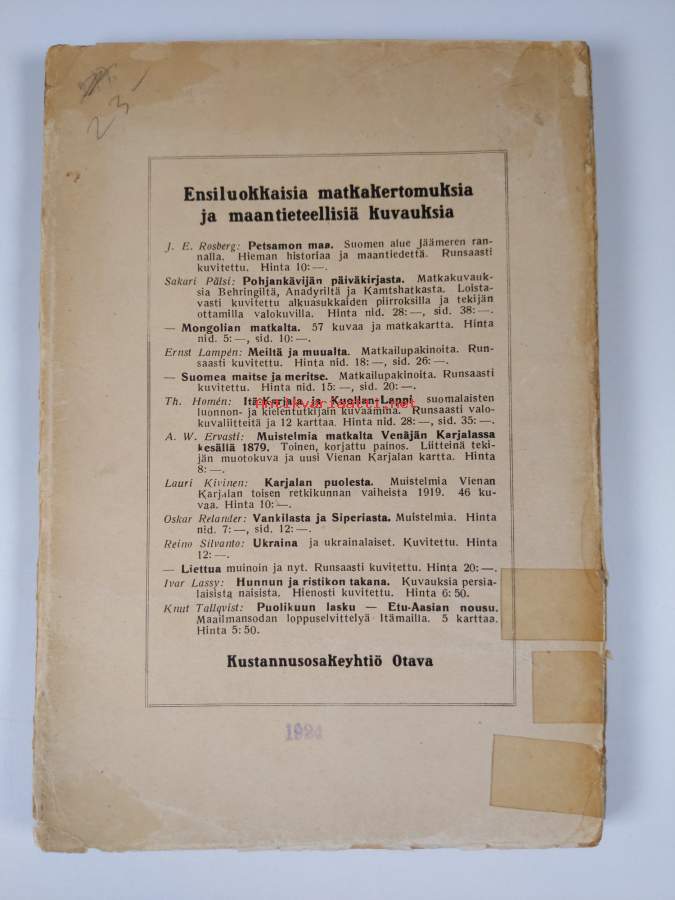 23 -
Ensiluokkaisia matkakertomuksia
ja maantieteellisiä kuvauksia
J. E. Rosberg: Petsamon maa. Suomen alue Jäämeren ran-
nalla. Hieman historiaa ja maantiedettä. Runsaasti
kuvitettu. Hinta 10: —.
Sakari Pälsi: Pohjankävijän päiväkirjasta. Matkakuvauk-
sia Behringiltä, Anadyriltä ja Kamtshatkasta. Loista-
vasti kuvitettu alkuasukkaiden piirroksilla ja tekijän
ottamilla valokuvilla. Hinta nid. 28: —, sid. 38: —.
— Mongolian matkalta. 57 kuvaa ja matkakartta. Hinta
nid. 5: —, sid. 10: —.
Ernst Lampén: Meiltä ja muualta. Matkailupakinoita. Run-
saasti kuvitettu. Hinta nid. 18: —, sid. 26: —.
— Suomea maitse ja meritse. Matkailupakinoita. Runsaasti
kuvitettu. Hinta nid. 15: —, sid. 20: —.
Th. Homén: Itä-Karjala ja Kuollan-Lappi suomalaisten
luonnon- ja kielentutkijain kuvaamina. Runsaasti valo-
kuvaliitteitä ja 12 karttaa. Hinta nid. 28: —, sid. 35: —.
A. W. Ervasti: Muistelmia matkalta Venäjän Karjalassa
kesällä 1879. Toinen, korjattu painos. Liitteinä teki-
jän muotokuva ja uusi Vienan Karjalan kartta. Hinta
8: —.
Lauri Kivinen: Karjalan puolesta. Muistelmia Vienan
Karjalan toisen retkikunnan vaiheista 1919. 46 ku-
vaa. Hinta 10: —.
Oskar Relander: Vankilasta ja Siperiasta. Muistelmia. Hinta
nid. 7: —, sid. 12: —.
Reino Silvanto: Ukraina ja ukrainalaiset. Kuvitettu. Hinta
12: —.
— Liettua muinoin ja nyt. Runsaasti kuvitettu. Hinta 20: —.
Ivar Lassy: Hunnun ja ristikon takana. Kuvauksia persia-
laisista naisista. Hienosti kuvitettu. Hinta 6: 50.
Knut Tallqvist: Puolikuun lasku — Etu-Aasian nousu.
Maailmansodan loppuselvittelyä Itämailla. 5 karttaa.
Hinta 5: 50.
Kustannusosakeyhtiö Otava
1924
antikvariaatti.net